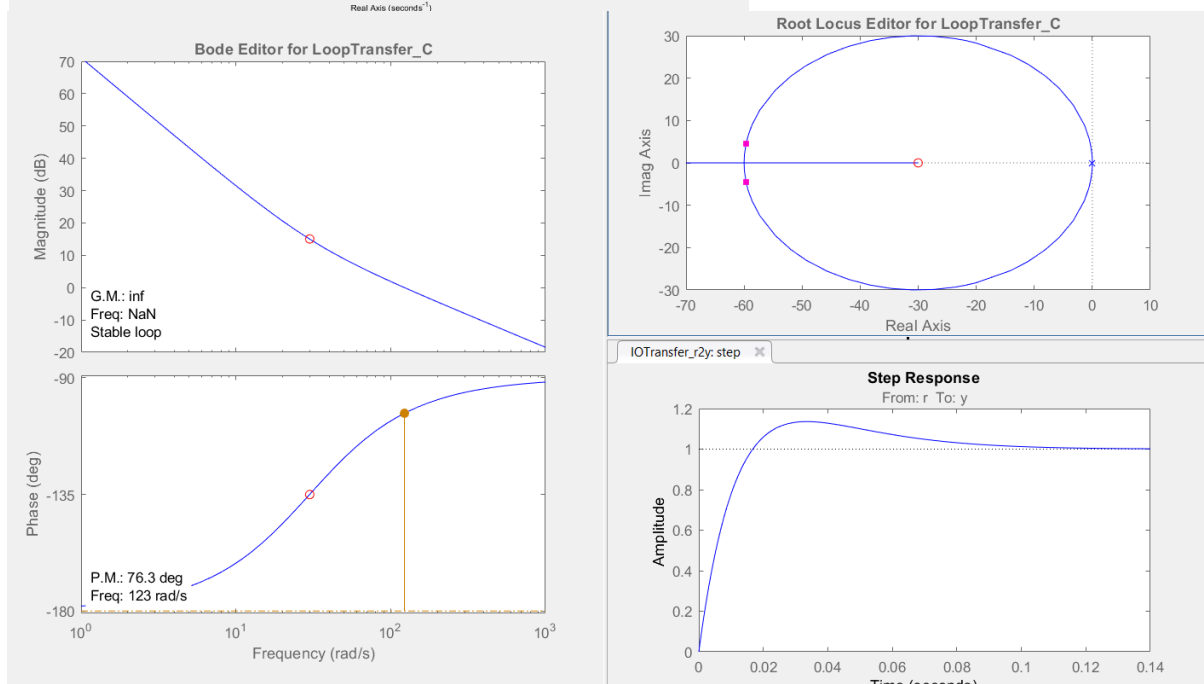 Real Axis (seconds⁻¹)
Bode Editor for LoopTransfer_C
Magnitude (dB)
70
60
50
40
30
20
10
0
-10
-20
G.M.: inf
Freq: NaN
Stable loop
Phase (deg)
-90
-135
-180
P.M.: 76.3 deg
Freq: 123 rad/s
10⁰ 10¹ 10² 10³
Frequency (rad/s)
Root Locus Editor for LoopTransfer_C
Imag Axis
30
20
10
0
-10
-20
-30
-70 -60 -50 -40 -30 -20 -10 0 10
Real Axis
IOTransfer_r2y: step
Step Response
From: r To: y
Amplitude
1.2
1
0.8
0.6
0.4
0.2
0
0 0.02 0.04 0.06 0.08 0.1 0.12 0.14
Time (seconds)